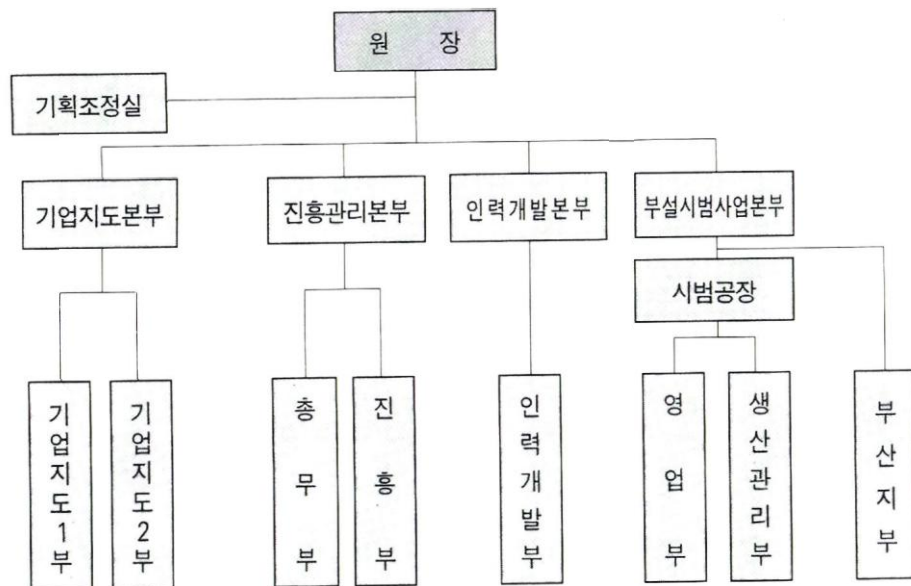 원 장
기획조정실
기업지도본부
진흥관리본부
인력개발본부
부설시범사업본부
시범공장
기업지도1부
기업지도2부
총무부
진흥부
인력개발부
영업부
생산관리부
부산지부